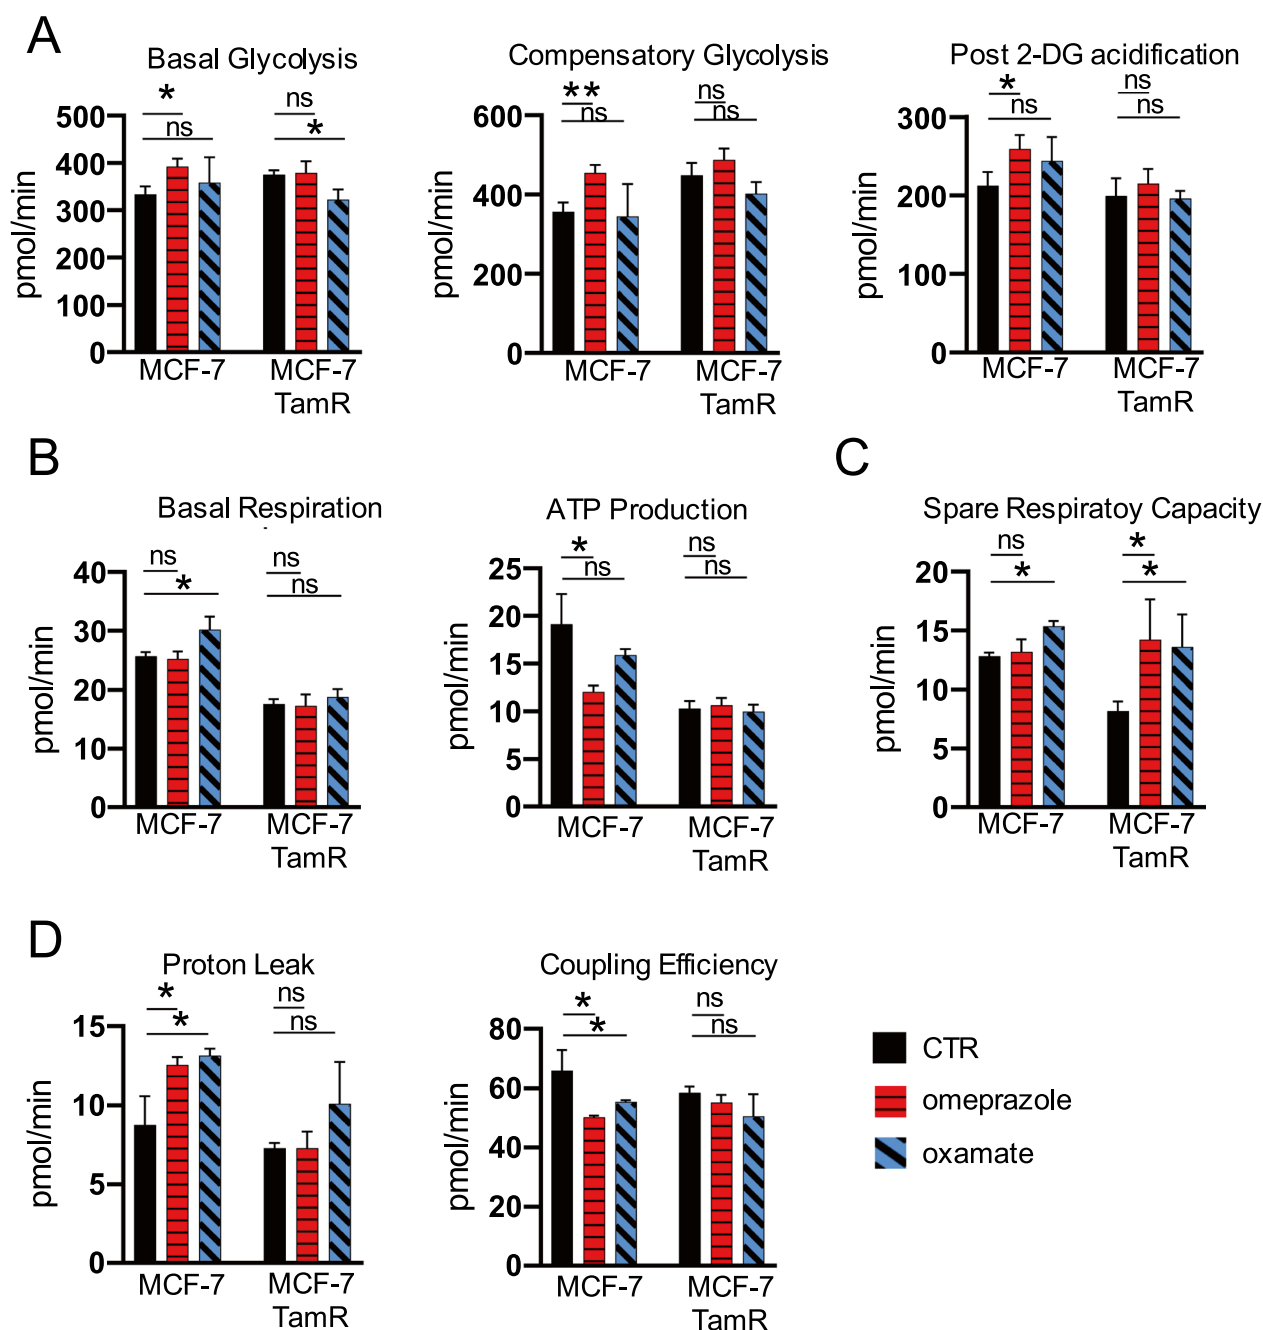 A
Basal Glycolysis
Compensatory Glycolysis
Post 2-DG acidification
* ns
ns *
** ns
ns ns
* ns
ns ns
pmol/min
500
400
300
200
100
0
MCF-7 MCF-7
TamR
pmol/min
600
400
200
0
MCF-7 MCF-7
TamR
pmol/min
300
200
100
0
MCF-7 MCF-7
TamR
B
Basal Respiration
ATP Production
ns ns
* ns
* ns
ns ns
pmol/min
40
30
20
10
0
MCF-7 MCF-7
TamR
pmol/min
25
20
15
10
5
0
MCF-7 MCF-7
TamR
C
Spare Respiratoy Capacity
ns *
* *
pmol/min
20
15
10
5
0
MCF-7 MCF-7
TamR
D
Proton Leak
Coupling Efficiency
* ns
* ns
* ns
* ns
pmol/min
15
10
5
0
MCF-7 MCF-7
TamR
pmol/min
80
60
40
20
0
MCF-7 MCF-7
TamR
CTR
omeprazole
oxamate